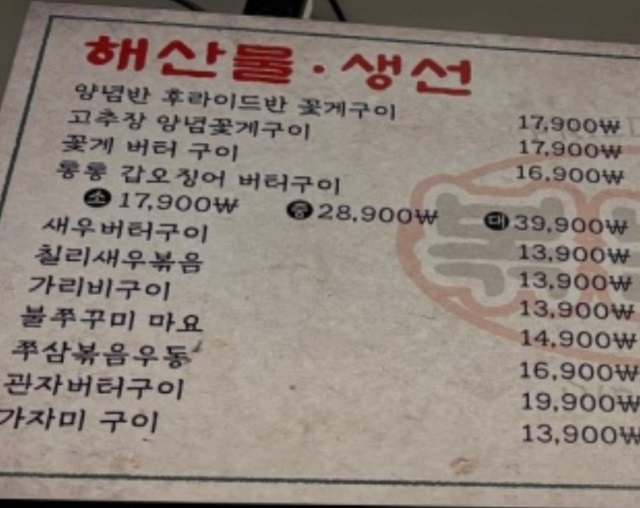 해산물·생선
양념반 후라이드반 꽃게구이 17,900₩
고추장 양념꽃게구이 17,900₩
꽃게 버터 구이 16,900₩
통통 갑오징어 버터구이
소 17,900₩ 중 28,900₩ 대 39,900₩
새우버터구이 13,900₩
칠리새우볶음 13,900₩
가리비구이 13,900₩
불쭈꾸미 마요 14,900₩
쭈삼볶음우동 16,900₩
관자버터구이 19,900₩
가자미 구이 13,900₩